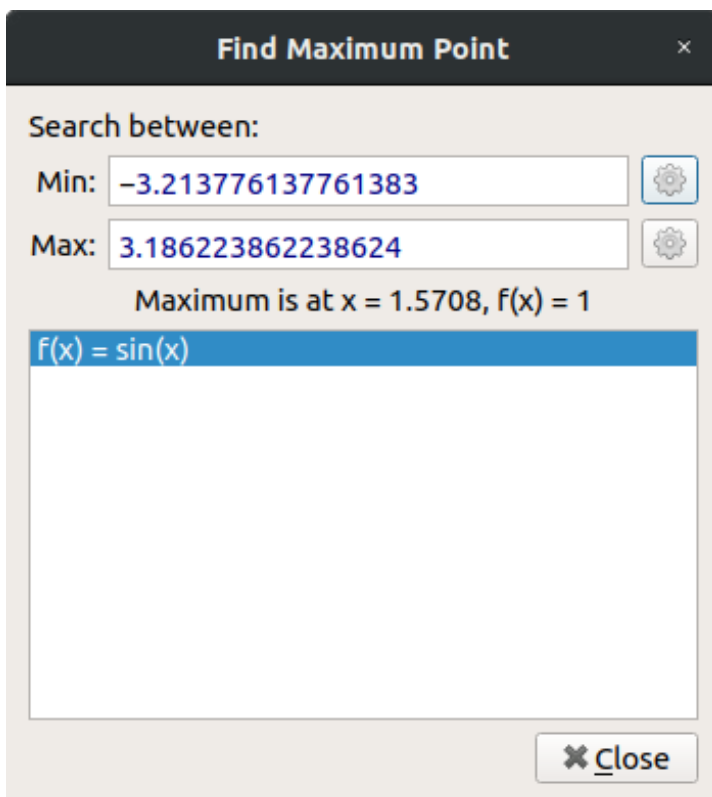 Find Maximum Point ×
Search between:
Min: −3.213776137761383
Max: 3.186223862238624
Maximum is at x = 1.5708, f(x) = 1
f(x) = sin(x)
Close